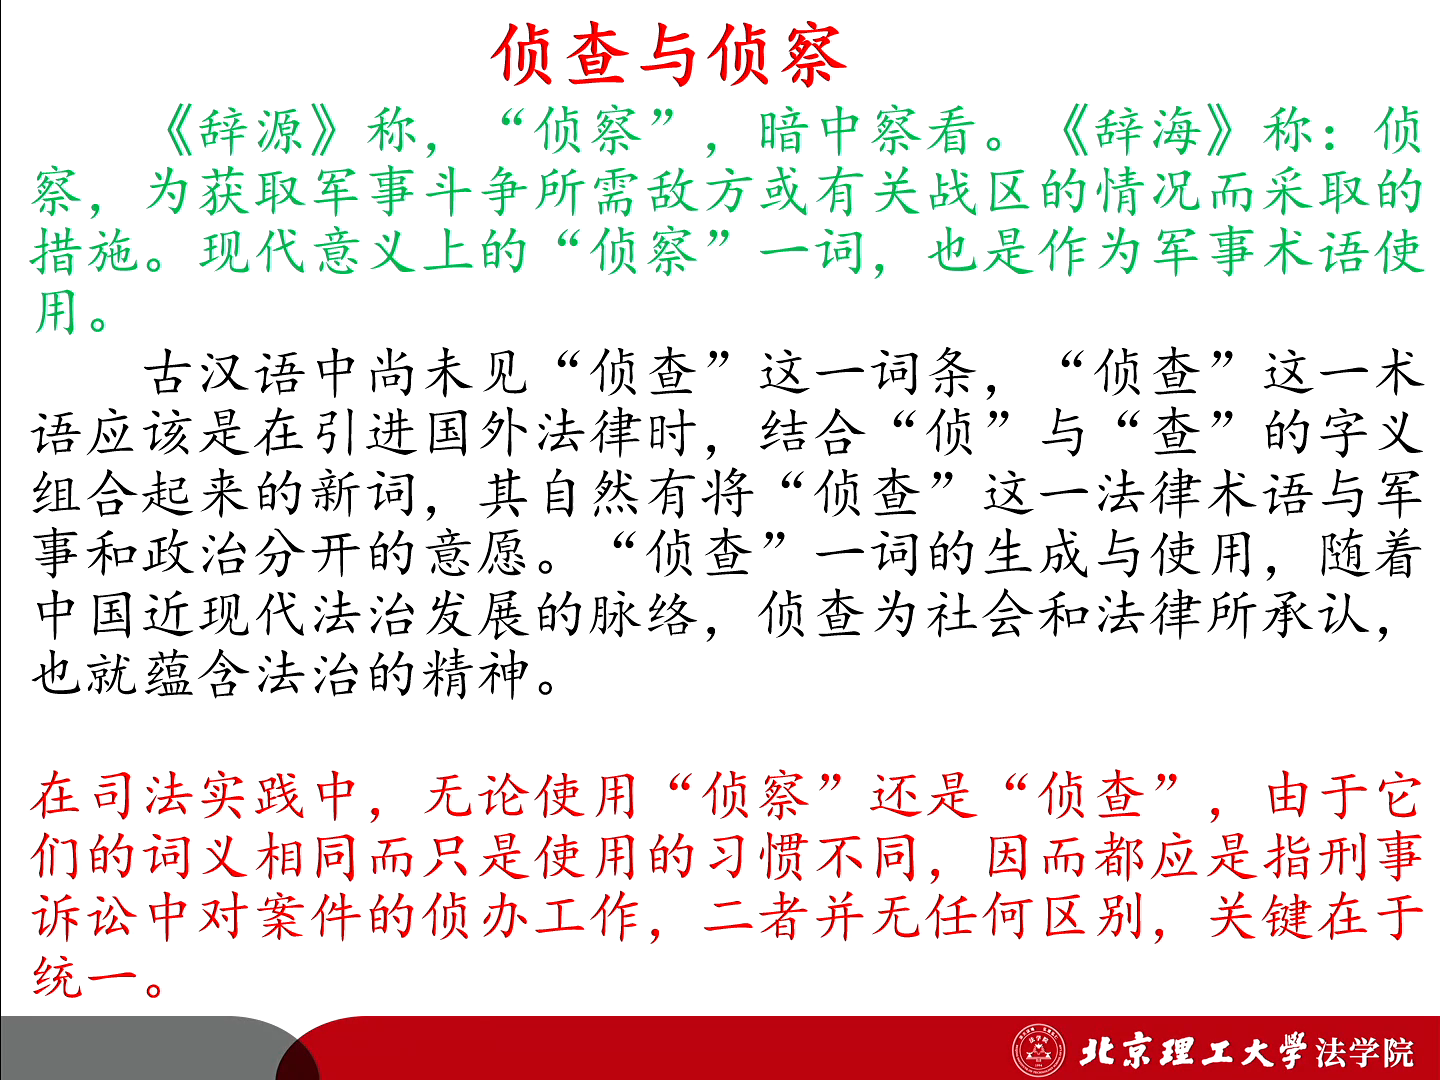 侦查与侦察
《辞源》称，“侦察”，暗中察看。《辞海》称：侦
察，为获取军事斗争所需敌方或有关战区的情况而采取的
措施。现代意义上的“侦察”一词，也是作为军事术语使
用。
古汉语中尚未见“侦查”这一词条，“侦查”这一术
语应该是在引进国外法律时，结合“侦”与“查”的字义
组合起来的新词，其自然有将“侦查”这一法律术语与军
事和政治分开的意愿。“侦查”一词的生成与使用，随着
中国近现代法治发展的脉络，侦查为社会和法律所承认，
也就蕴含法治的精神。
在司法实践中，无论使用“侦察”还是“侦查”，由于它
们的词义相同而只是使用的习惯不同，因而都应是指刑事
诉讼中对案件的侦办工作，二者并无任何区别，关键在于
统一。
北京理工大学法学院